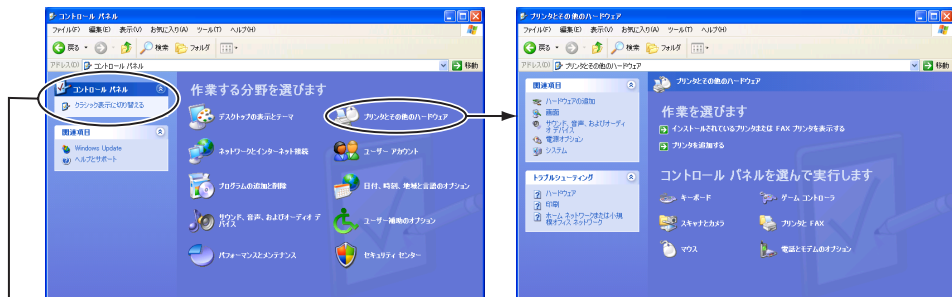 コントロール パネル
ファイル(F) 編集(E) 表示(V) お気に入り(A) ツール(T) ヘルプ(H)
戻る 検索 フォルダ
アドレス(D) コントロール パネル 移動
コントロール パネル
クラシック表示に切り替える
関連項目
Windows Update
ヘルプとサポート
作業する分野を選びます
デスクトップの表示とテーマ
プリンタとその他のハードウェア
ネットワークとインターネット接続
ユーザー アカウント
プログラムの追加と削除
日付、時刻、地域と言語のオプション
サウンド、音声、およびオーディオ デ
バイス
ユーザー補助のオプション
パフォーマンスとメンテナンス
セキュリティ センター
プリンタとその他のハードウェア
ファイル(F) 編集(E) 表示(V) お気に入り(A) ツール(T) ヘルプ(H)
戻る 検索 フォルダ
アドレス(D) プリンタとその他のハードウェア 移動
関連項目
ハードウェアの追加
画面
サウンド、音声、およびオーディ
オ デバイス
電源オプション
システム
トラブルシューティング
ハードウェア
印刷
ホーム ネットワークまたは小規
模オフィス ネットワーク
プリンタとその他のハードウェア
作業を選びます
インストールされているプリンタまたは FAX プリンタを表示する
プリンタを追加する
コントロール パネルを選んで実行します
キーボード
ゲーム コントローラ
スキャナとカメラ
プリンタと FAX
マウス
電話とモデムのオプション